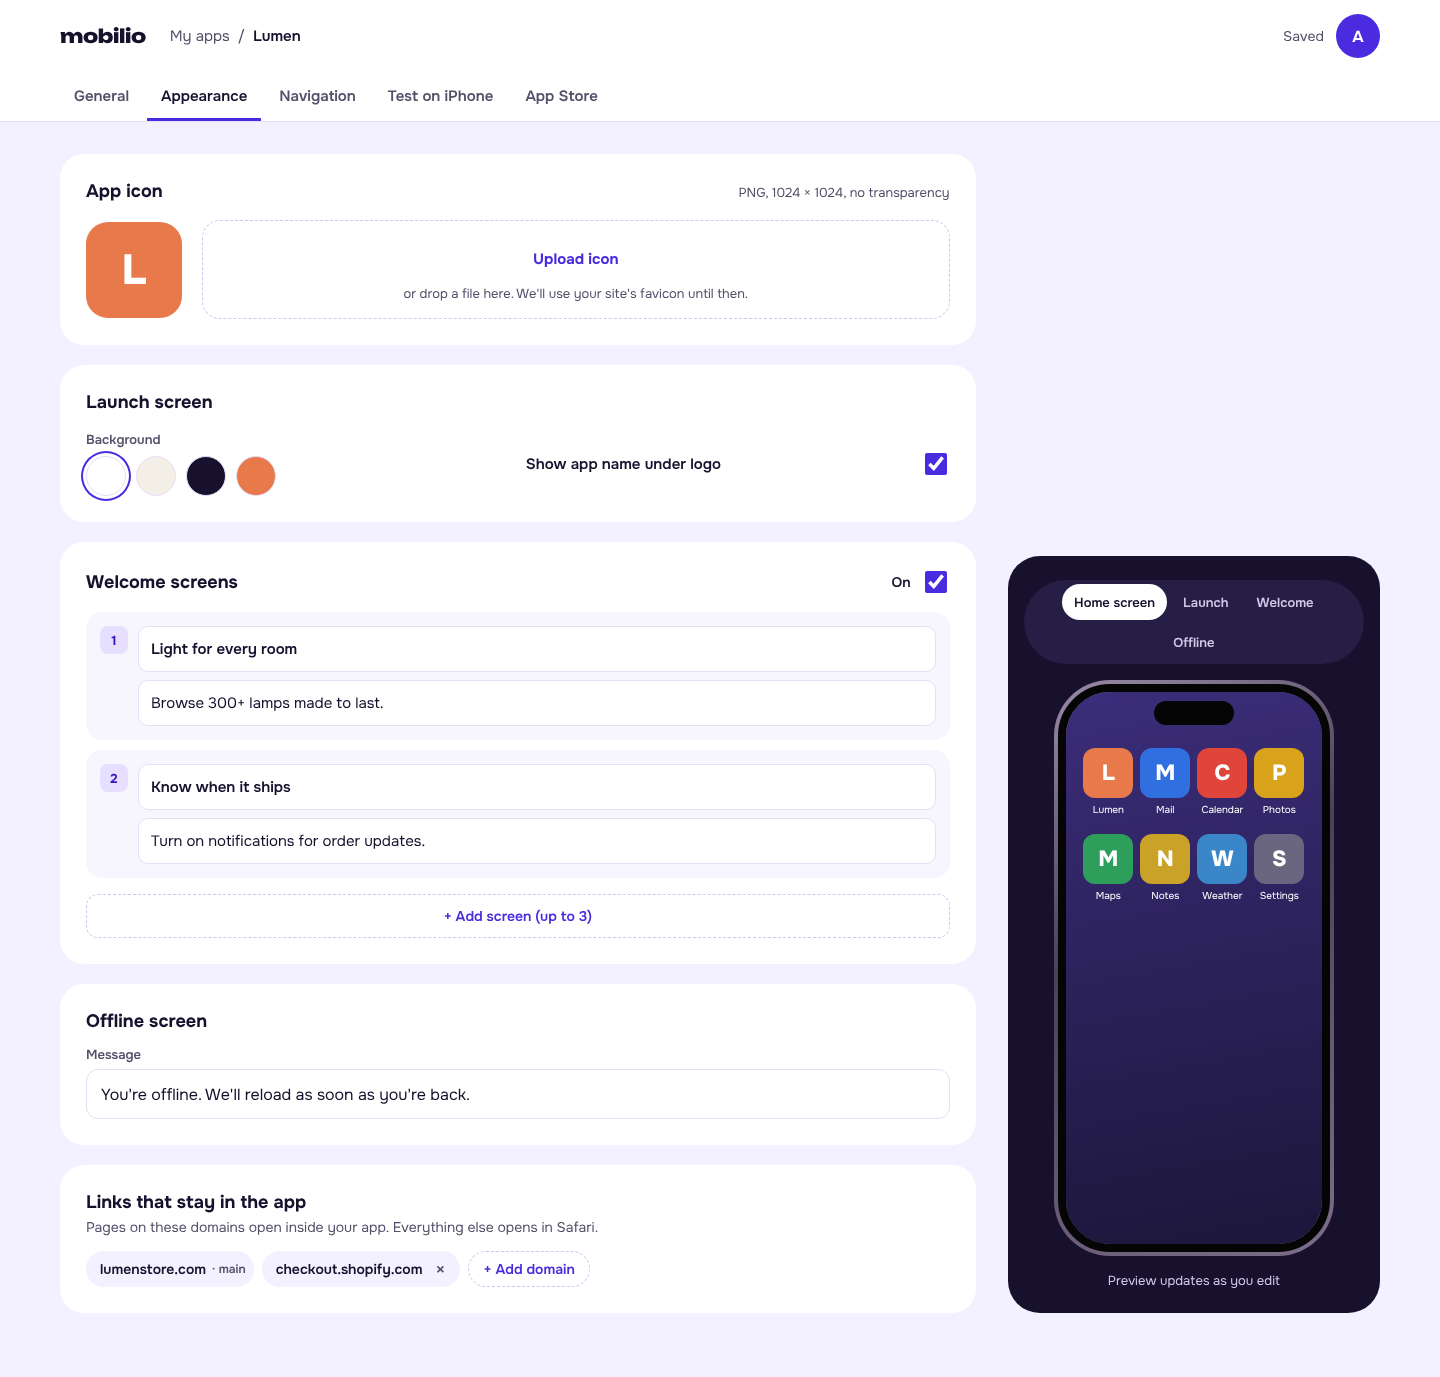 mobilio
My apps / Lumen
Saved
A
General
Appearance
Navigation
Test on iPhone
App Store
App icon
PNG, 1024 × 1024, no transparency
L
Upload icon
or drop a file here. We'll use your site's favicon until then.
Launch screen
Background
Show app name under logo
Welcome screens
On
1
Light for every room
Browse 300+ lamps made to last.
2
Know when it ships
Turn on notifications for order updates.
+ Add screen (up to 3)
Offline screen
Message
You're offline. We'll reload as soon as you're back.
Links that stay in the app
Pages on these domains open inside your app. Everything else opens in Safari.
lumenstore.com · main
checkout.shopify.com ×
+ Add domain
Home screen
Launch
Welcome
Offline
L M C P
Lumen Mail Calendar Photos
M N W S
Maps Notes Weather Settings
Preview updates as you edit